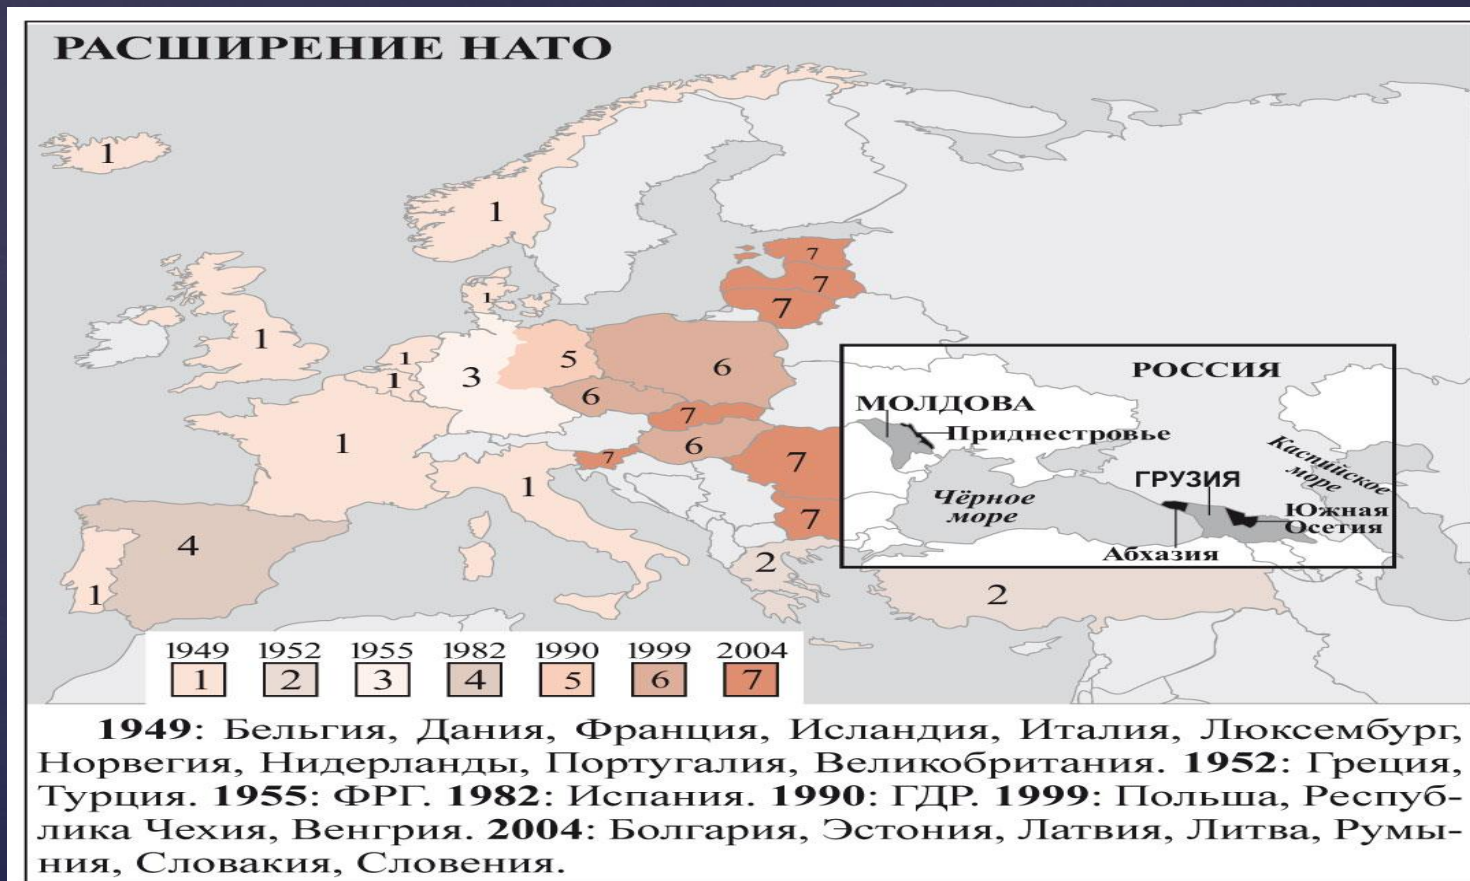 РАСШИРЕНИЕ НАТО
1
1
1
1
1
1
1
1
1
1
3
5
6
6
7
6
7
7
7
7
7
7
4
2
2
РОССИЯ
МОЛДОВА
Приднестровье
Каспийское
море
ГРУЗИЯ
Чёрное
море
Южная
Осетия
Абхазия
1949 1952 1955 1982 1990 1999 2004
1 2 3 4 5 6 7
1949: Бельгия, Дания, Франция, Исландия, Италия, Люксембург,
Норвегия, Нидерланды, Португалия, Великобритания. 1952: Греция,
Турция. 1955: ФРГ. 1982: Испания. 1990: ГДР. 1999: Польша, Респуб-
лика Чехия, Венгрия. 2004: Болгария, Эстония, Латвия, Литва, Румы-
ния, Словакия, Словения.